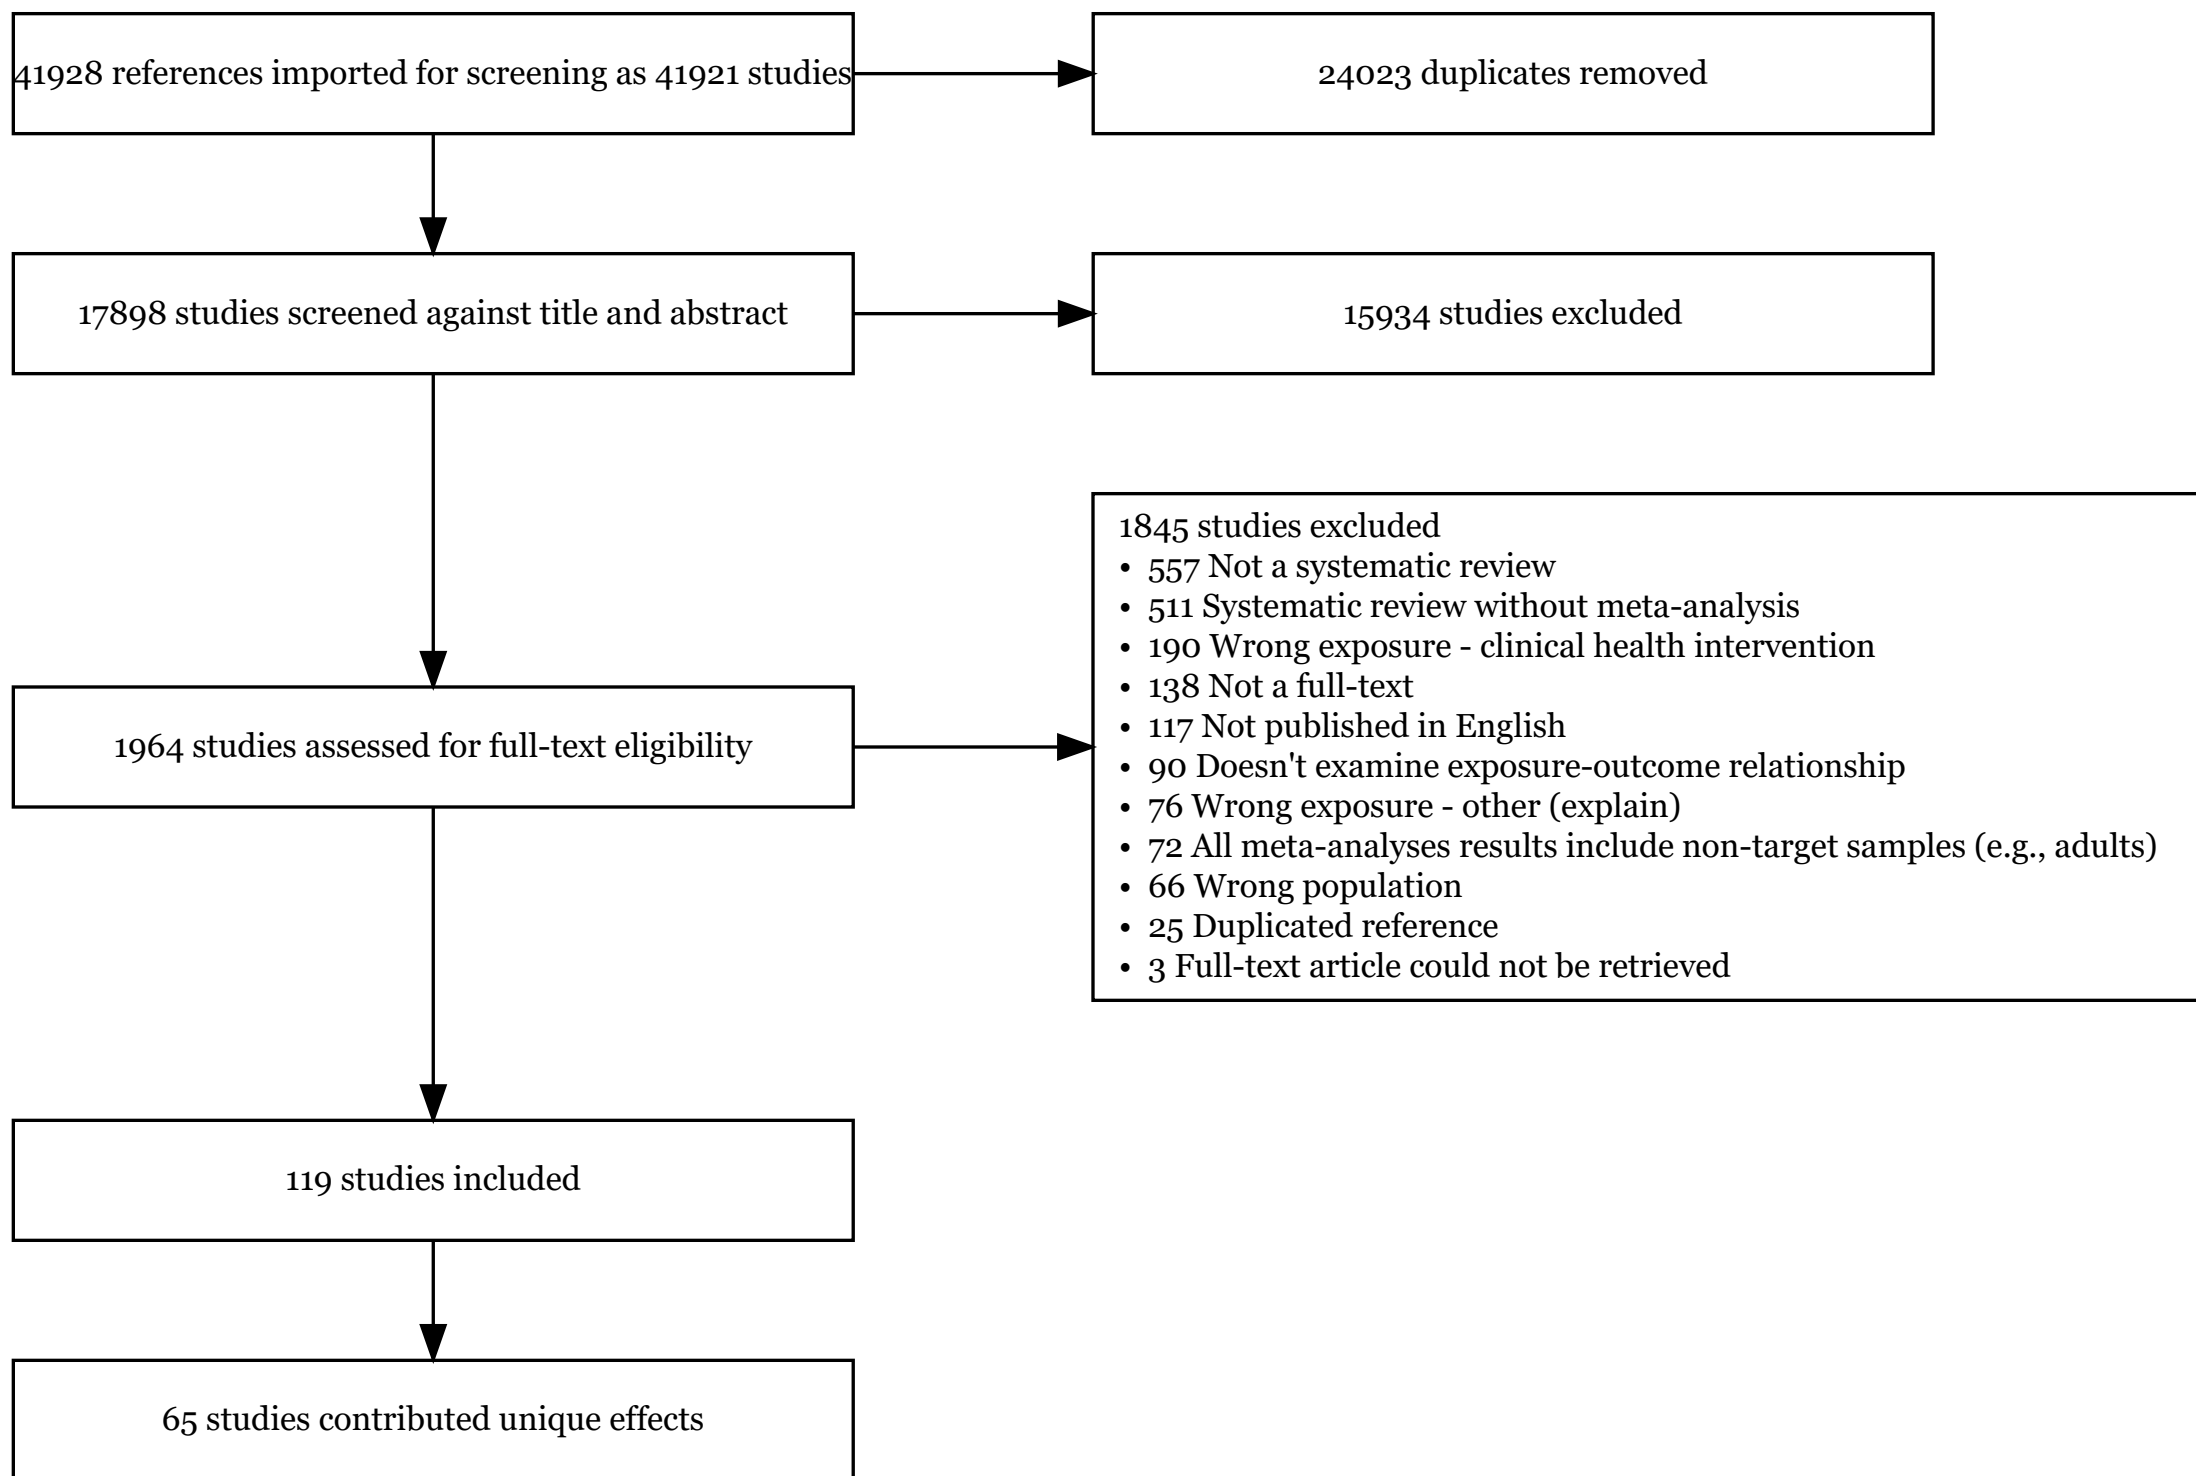 41928 references imported for screening as 41921 studies
24023 duplicates removed
17898 studies screened against title and abstract
15934 studies excluded
1964 studies assessed for full-text eligibility
1845 studies excluded
• 557 Not a systematic review
• 511 Systematic review without meta-analysis
• 190 Wrong exposure - clinical health intervention
• 138 Not a full-text
• 117 Not published in English
• 90 Doesn't examine exposure-outcome relationship
• 76 Wrong exposure - other (explain)
• 72 All meta-analyses results include non-target samples (e.g., adults)
• 66 Wrong population
• 25 Duplicated reference
• 3 Full-text article could not be retrieved
119 studies included
65 studies contributed unique effects